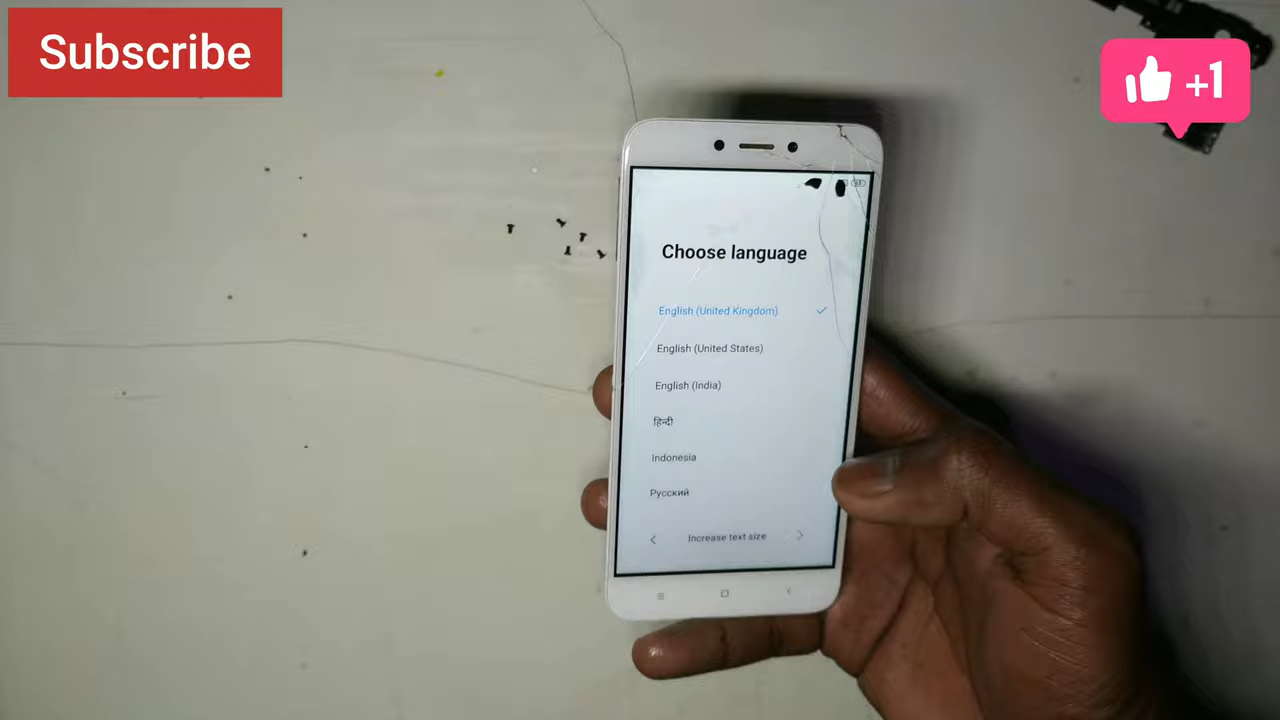 Subscribe
+1
Choose language
English (United Kingdom)
English (United States)
English (India)
हिन्दी
Indonesia
Русский
Increase text size